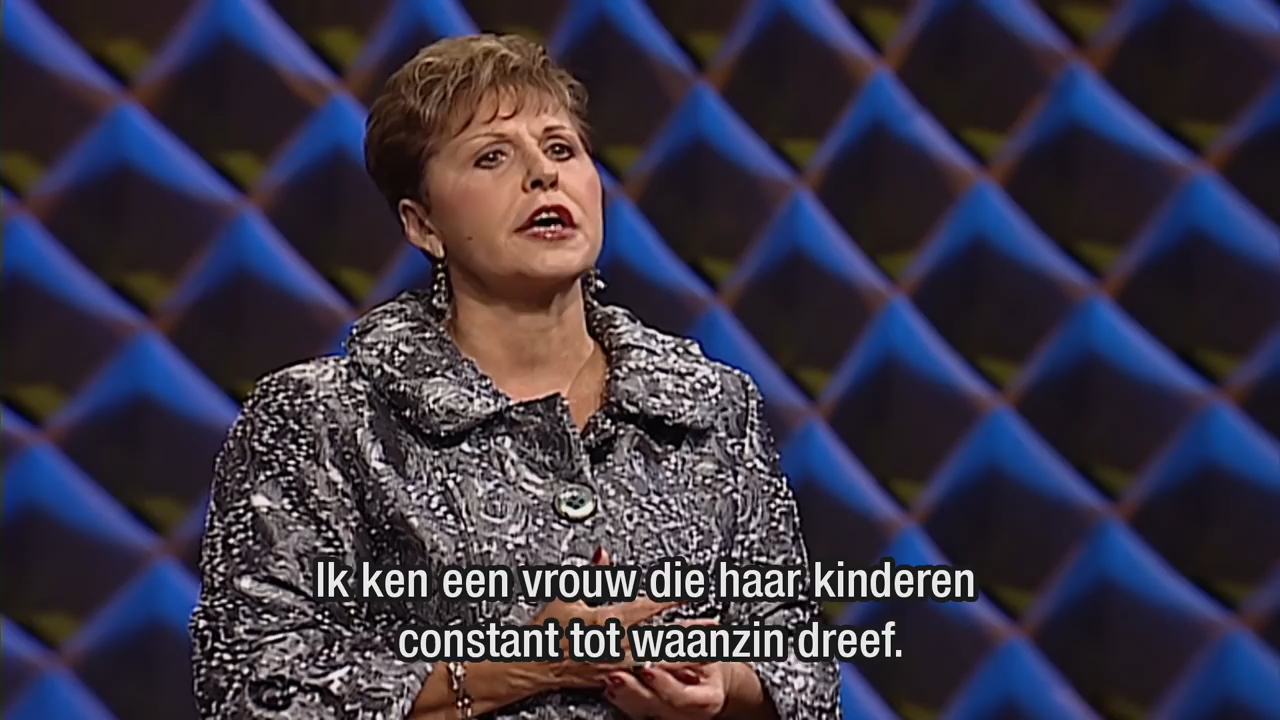 Ik ken een vrouw die haar kinderen
constant tot waanzin dreef.